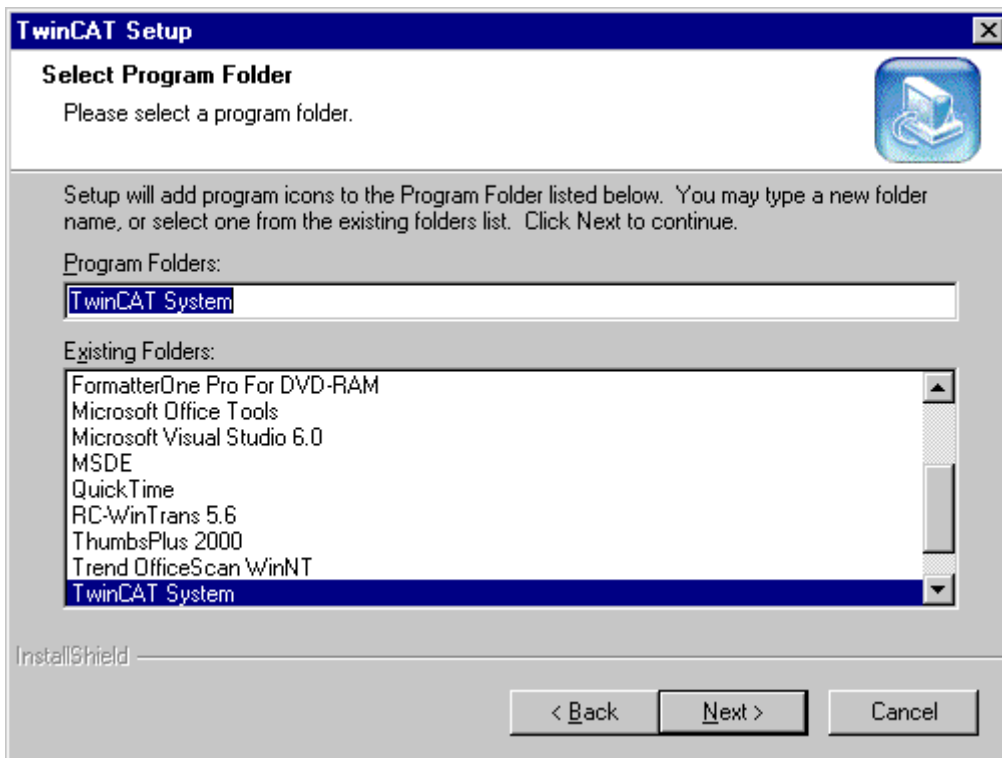 TwinCAT Setup
Select Program Folder
Please select a program folder.
Setup will add program icons to the Program Folder listed below. You may type a new folder
name, or select one from the existing folders list. Click Next to continue.
Program Folders:
TwinCAT System
Existing Folders:
FormatterOne Pro For DVD-RAM
Microsoft Office Tools
Microsoft Visual Studio 6.0
MSDE
QuickTime
RC-WinTrans 5.6
ThumbsPlus 2000
Trend OfficeScan WinNT
TwinCAT System
InstallShield
< Back Next > Cancel